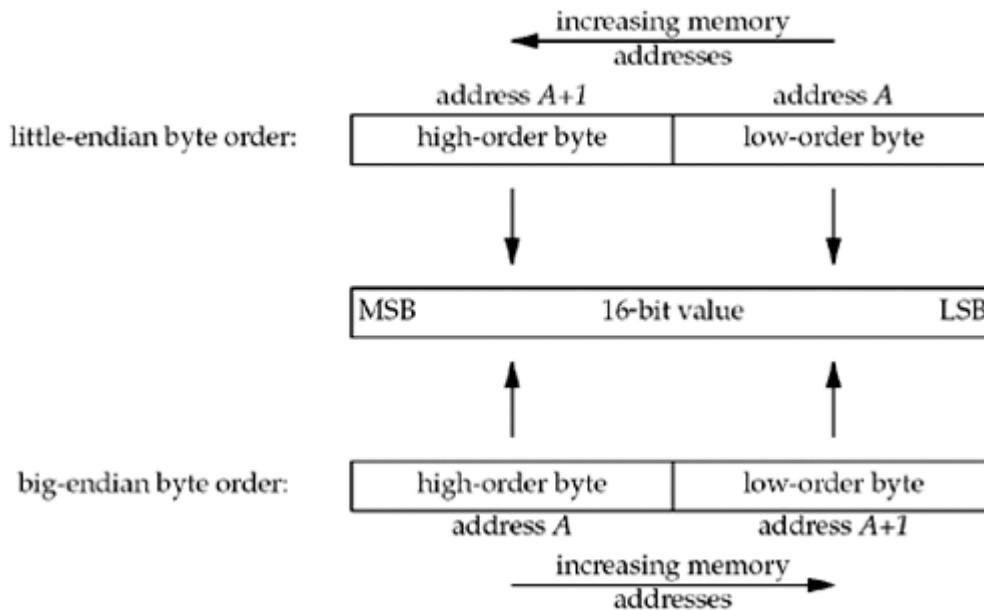 increasing memory
addresses
address A+1 address A
little-endian byte order: high-order byte low-order byte
MSB 16-bit value LSB
big-endian byte order: high-order byte low-order byte
address A address A+1
increasing memory
addresses